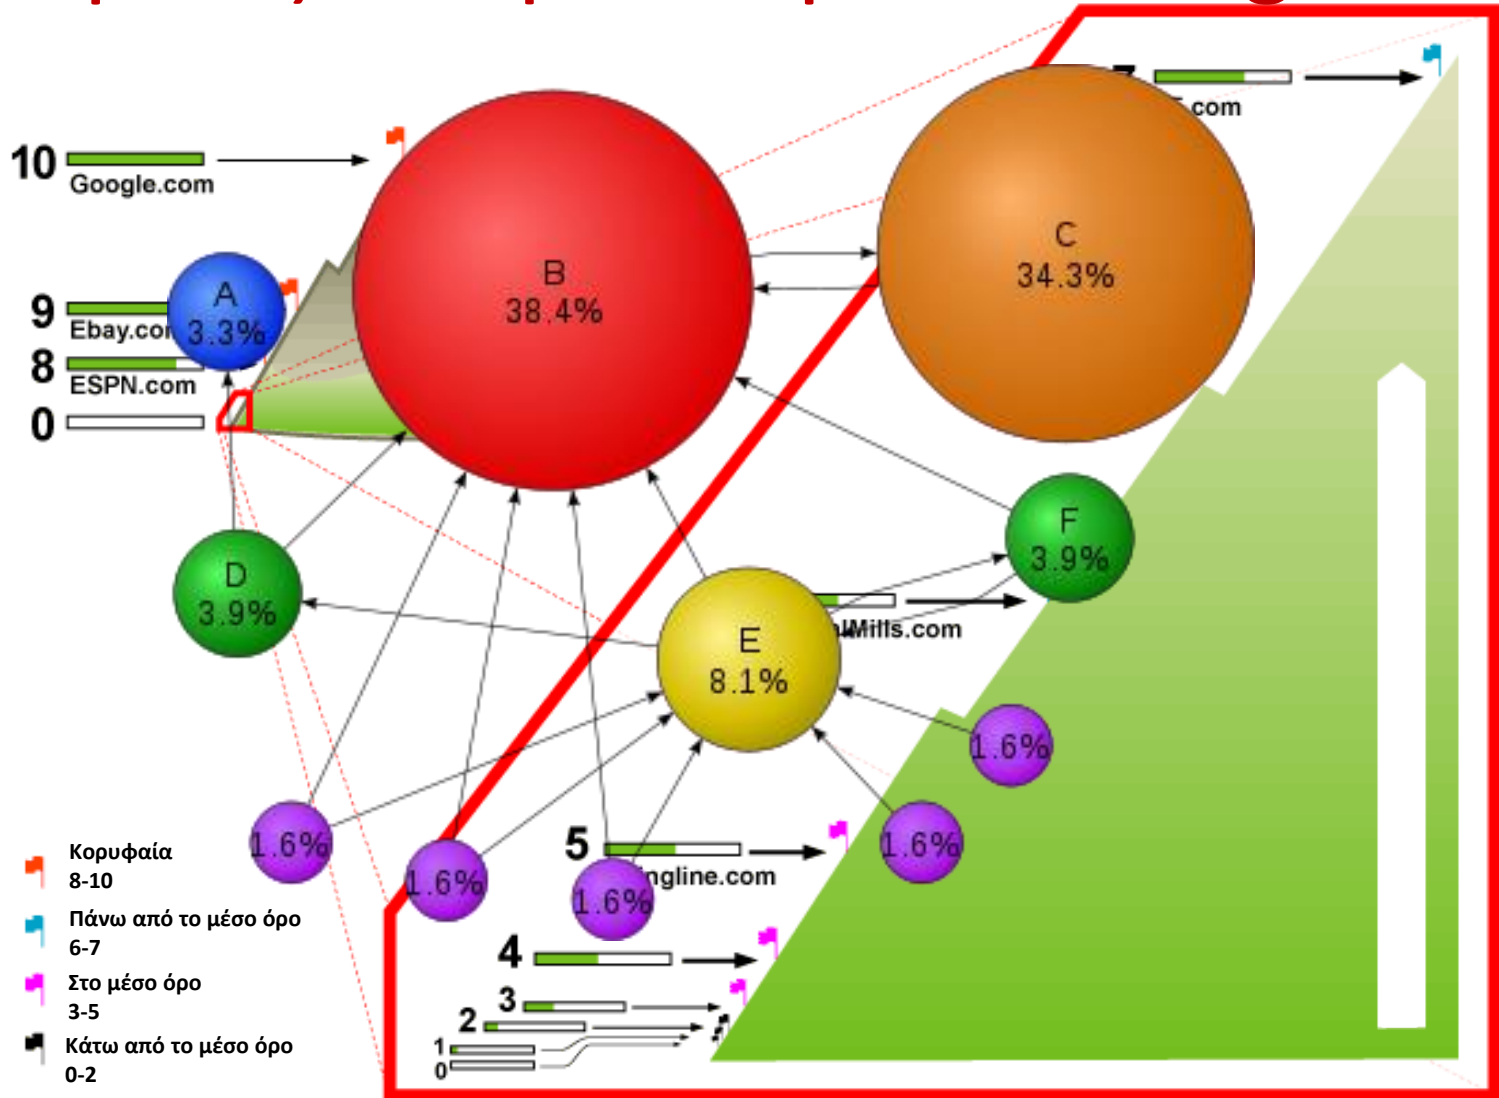 10
Google.com
7
.com
C
34.3%
B
38.4%
A
3.3%
9
Ebay.com
8
ESPN.com
0
F
3.9%
D
3.9%
E
8.1%
alMills.com
1.6%
1.6%
1.6%
1.6%
1.6%
5
ngline.com
4
3
2
1
0
Κορυφαία
8-10
Πάνω από το μέσο όρο
6-7
Στο μέσο όρο
3-5
Κάτω από το μέσο όρο
0-2